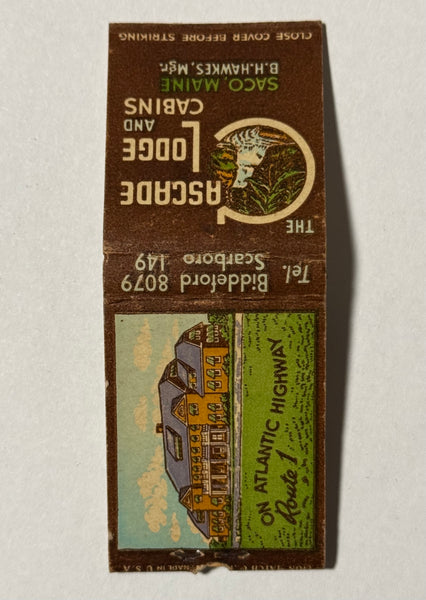 CLOSE COVER BEFORE STRIKING
THE
CASCADE
LODGE
AND
CABINS
SACO, MAINE
B.H. HAWKES, Mgr.
Tel. Biddeford 8079
Scarboro 149
ON ATLANTIC HIGHWAY
Route 1
MADE IN U.S.A.